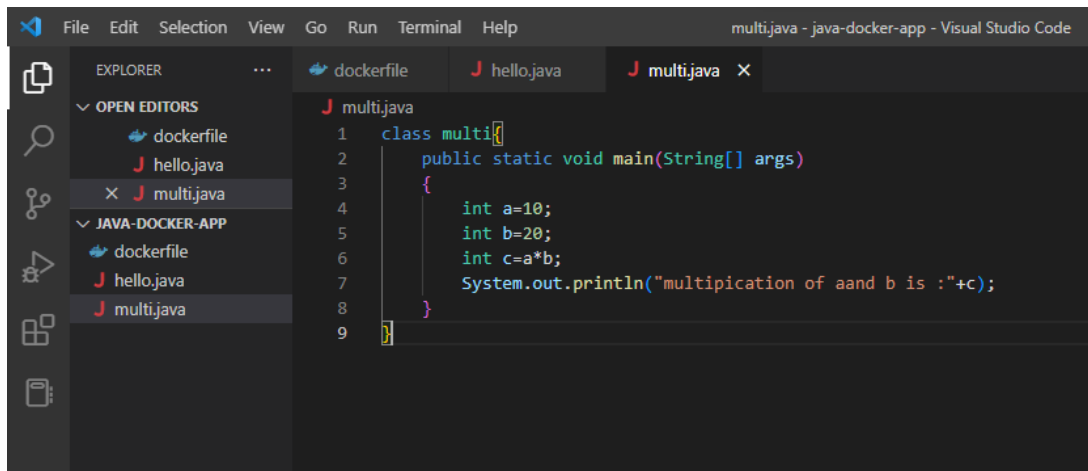 File Edit Selection View Go Run Terminal Help multi.java - java-docker-app - Visual Studio Code
EXPLORER ...
OPEN EDITORS
dockerfile
J hello.java
× J multi.java
JAVA-DOCKER-APP
dockerfile
J hello.java
J multi.java
dockerfile J hello.java J multi.java ×
J multi.java
1 class multi{
2 public static void main(String[] args)
3 {
4 int a=10;
5 int b=20;
6 int c=a*b;
7 System.out.println("multipication of aand b is :"+c);
8 }
9 }